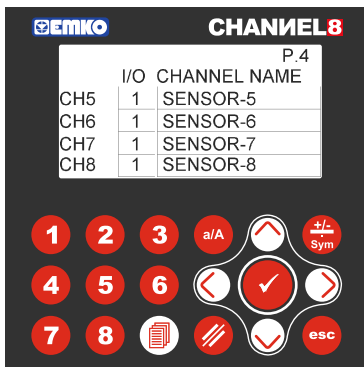 EMKO CHANNEL8
P.4
I/O CHANNEL NAME
CH5 1 SENSOR-5
CH6 1 SENSOR-6
CH7 1 SENSOR-7
CH8 1 SENSOR-8
1 2 3 a/A +/- Sym
4 5 6
7 8 esc